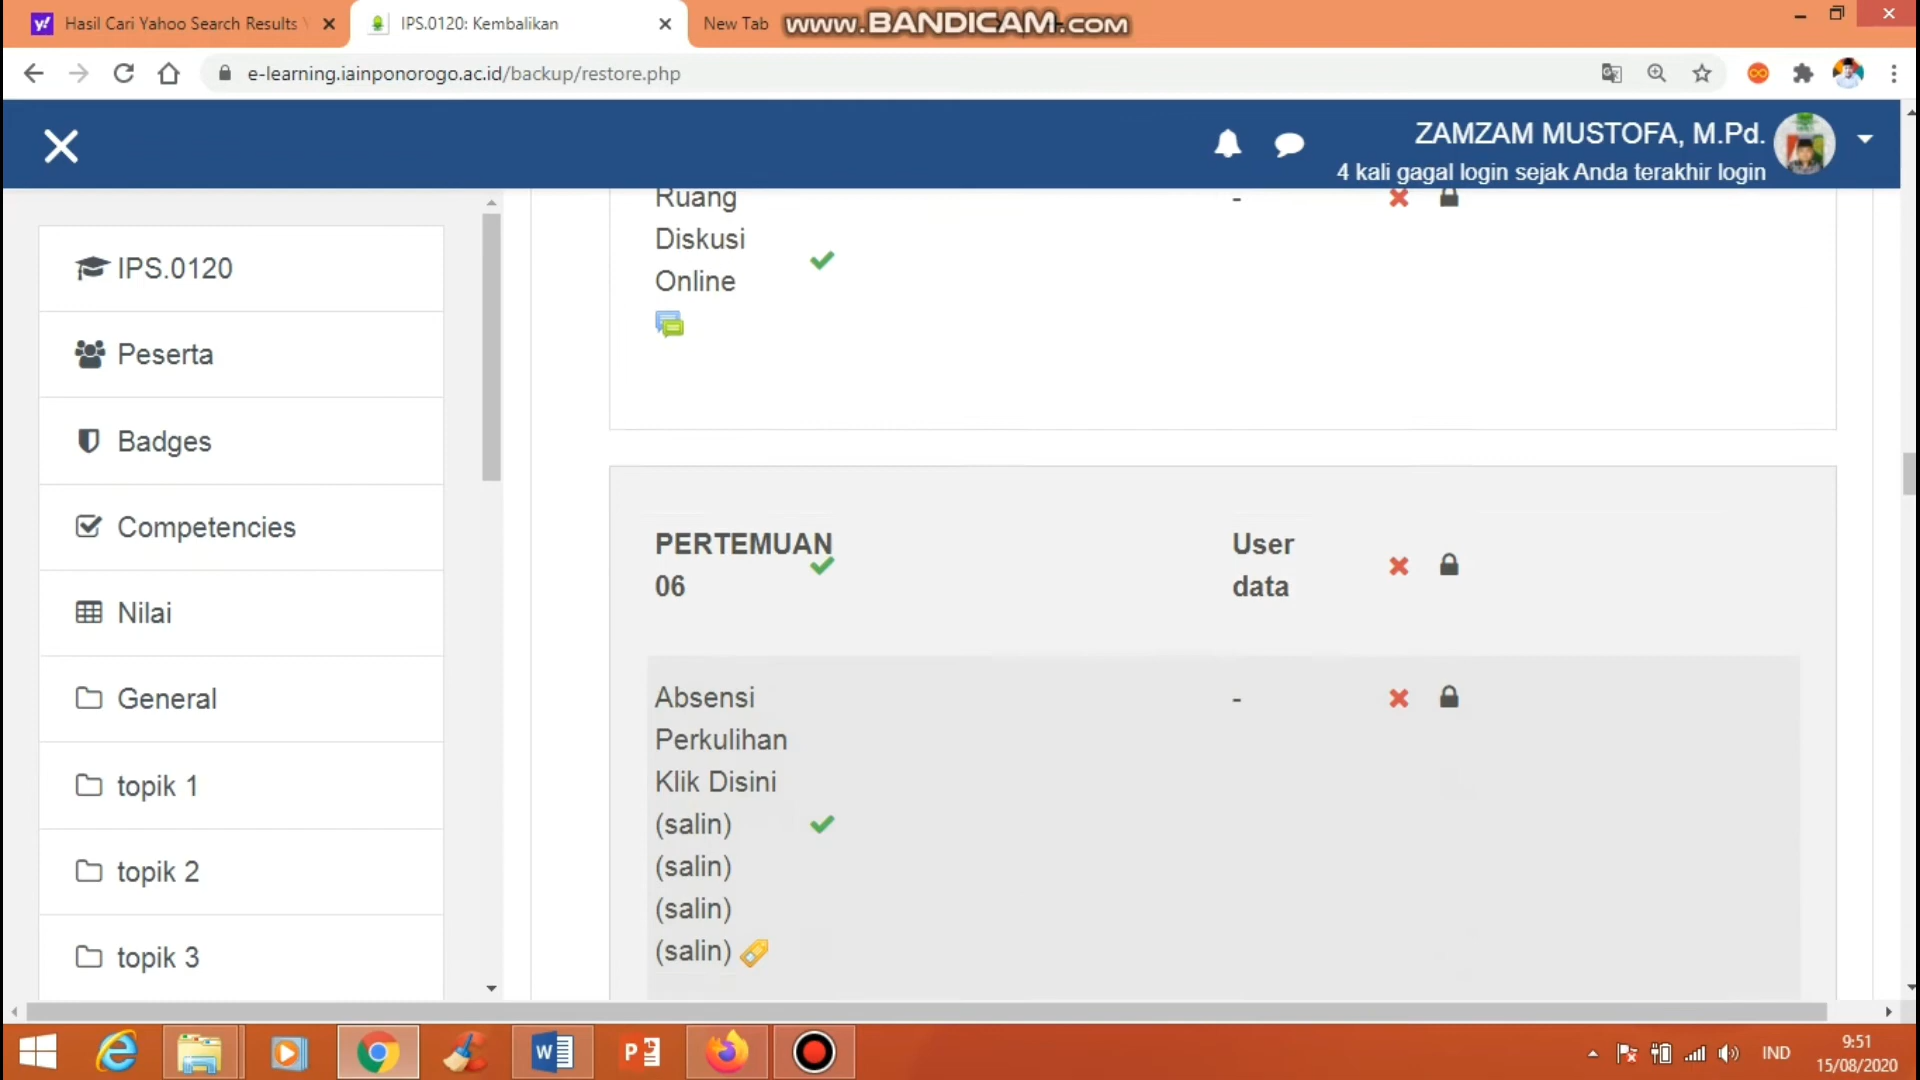 Hasil Cari Yahoo Search Results
IPS.0120: Kembalikan
New Tab
www.BANDICAM.com
e-learning.iainponorogo.ac.id/backup/restore.php
ZAMZAM MUSTOFA, M.Pd.
4 kali gagal login sejak Anda terakhir login
IPS.0120
Peserta
Badges
Competencies
Nilai
General
topik 1
topik 2
topik 3
Ruang
Diskusi
Online
-
PERTEMUAN
06
User
data
Absensi
Perkulihan
Klik Disini
(salin)
(salin)
(salin)
(salin)
-
IND
9:51
15/08/2020